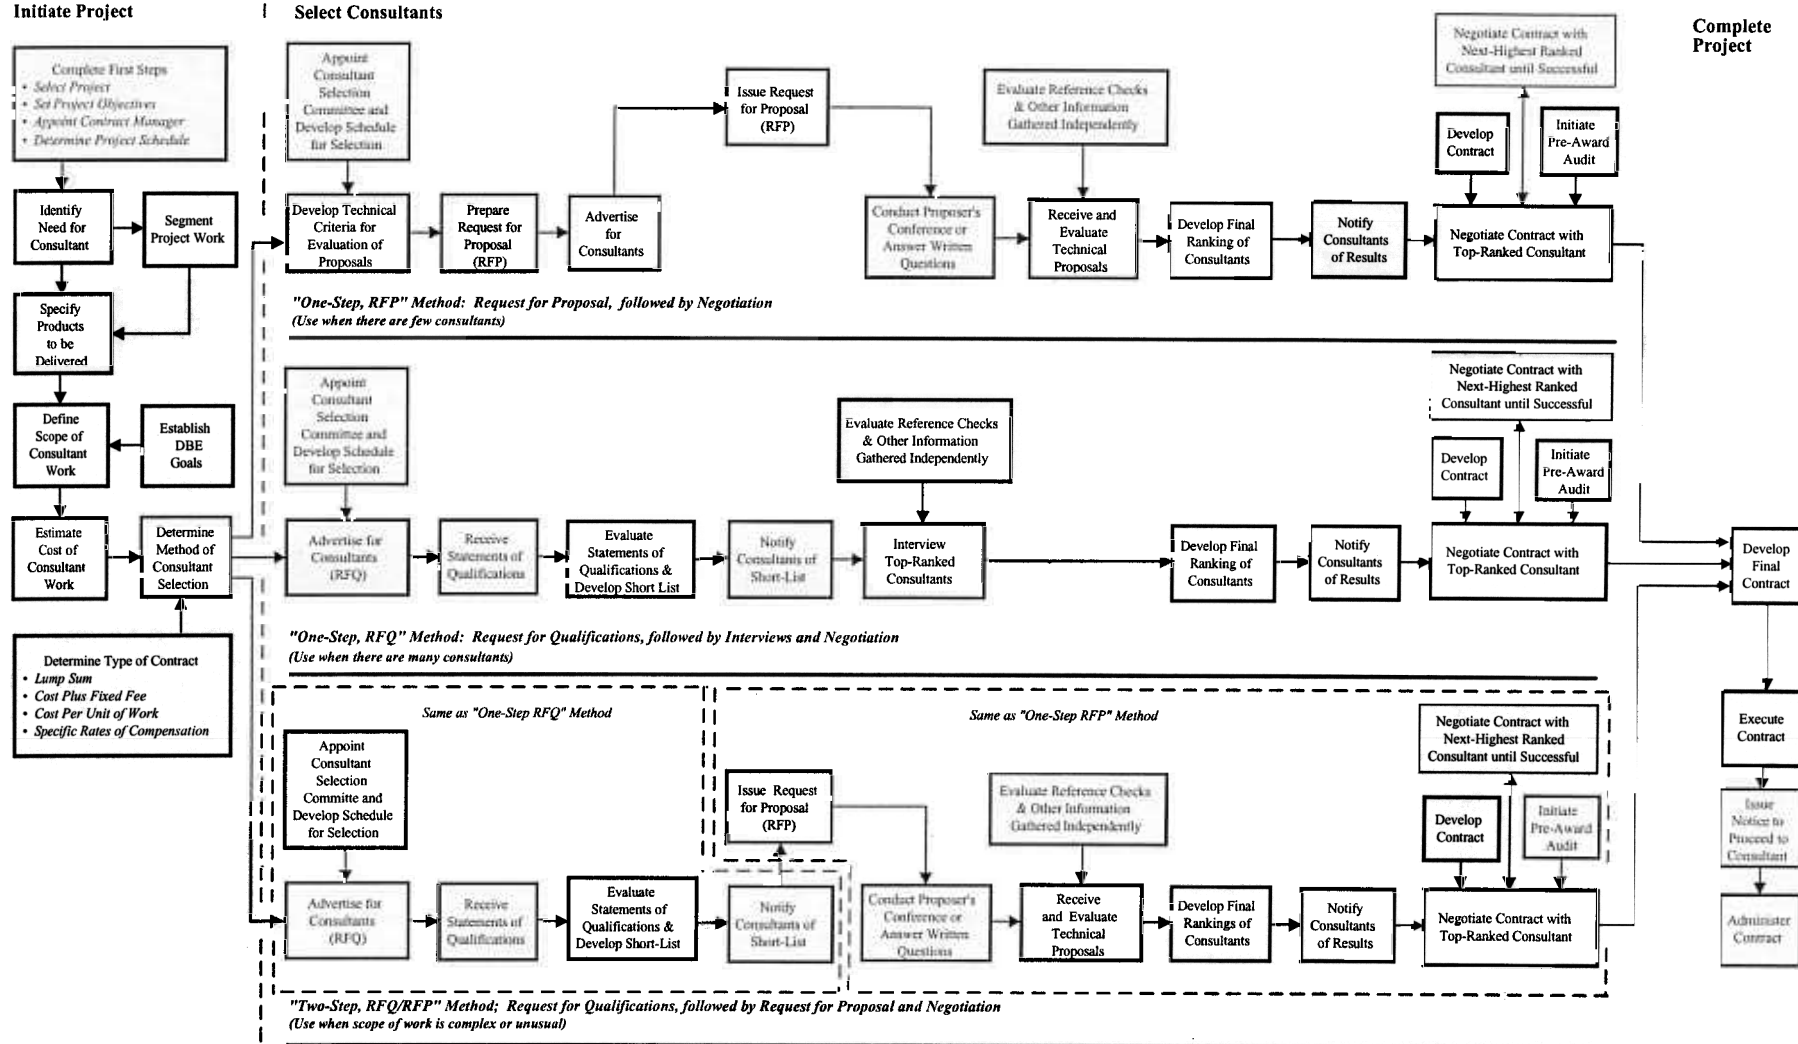 Initiate Project
Complete First Steps
• Select Project
• Set Project Objectives
• Appoint Contract Manager
• Determine Project Schedule
Identify
Need for
Consultant
Segment
Project Work
Specify
Products
to be
Delivered
Define
Scope of
Consultant
Work
Establish
DBE
Goals
Estimate
Cost of
Consultant
Work
Determine
Method of
Consultant
Selection
Determine Type of Contract
• Lump Sum
• Cost Plus Fixed Fee
• Cost Per Unit of Work
• Specific Rates of Compensation
Select Consultants
Appoint
Consultant
Selection
Committee and
Develop Schedule
for Selection
Develop Technical
Criteria for
Evaluation of
Proposals
Prepare
Request for
Proposal
(RFP)
Advertise
for
Consultants
Issue Request
for Proposal
(RFP)
Conduct Proposer's
Conference or
Answer Written
Questions
Evaluate Reference Checks
& Other Information
Gathered Independently
Receive and
Evaluate
Technical
Proposals
Develop Final
Ranking of
Consultants
Notify
Consultants
of Results
Negotiate Contract with
Next-Highest Ranked
Consultant until Successful
Develop
Contract
Initiate
Pre-Award
Audit
Negotiate Contract with
Top-Ranked Consultant
"One-Step, RFP" Method: Request for Proposal, followed by Negotiation
(Use when there are few consultants)
Appoint
Consultant
Selection
Committee and
Develop Schedule
for Selection
Advertise for
Consultants
(RFQ)
Receive
Statements of
Qualifications
Evaluate
Statements of
Qualifications &
Develop Short List
Notify
Consultants of
Short-List
Evaluate Reference Checks
& Other Information
Gathered Independently
Interview
Top-Ranked
Consultants
Develop Final
Ranking of
Consultants
Notify
Consultants
of Results
Negotiate Contract with
Next-Highest Ranked
Consultant until Successful
Develop
Contract
Initiate
Pre-Award
Audit
Negotiate Contract with
Top-Ranked Consultant
"One-Step, RFQ" Method: Request for Qualifications, followed by Interviews and Negotiation
(Use when there are many consultants)
Same as "One-Step RFQ" Method
Appoint
Consultant
Selection
Committe and
Develop Schedule
for Selection
Advertise for
Consultants
(RFQ)
Receive
Statements of
Qualifications
Evaluate
Statements of
Qualifications &
Develop Short-List
Notify
Consultants of
Short-List
Same as "One-Step RFP" Method
Issue Request
for Proposal
(RFP)
Conduct Proposer's
Conference or
Answer Written
Questions
Evaluate Reference Checks
& Other Information
Gathered Independently
Receive
and Evaluate
Technical
Proposals
Develop Final
Rankings of
Consultants
Notify
Consultants
of Results
Negotiate Contract with
Next-Highest Ranked
Consultant until Successful
Develop
Contract
Initiate
Pre-Award
Audit
Negotiate Contract with
Top-Ranked Consultant
"Two-Step, RFQ/RFP" Method; Request for Qualifications, followed by Request for Proposal and Negotiation
(Use when scope of work is complex or unusual)
Complete
Project
Develop
Final
Contract
Execute
Contract
Issue
Notice to
Proceed to
Consultant
Administer
Contract